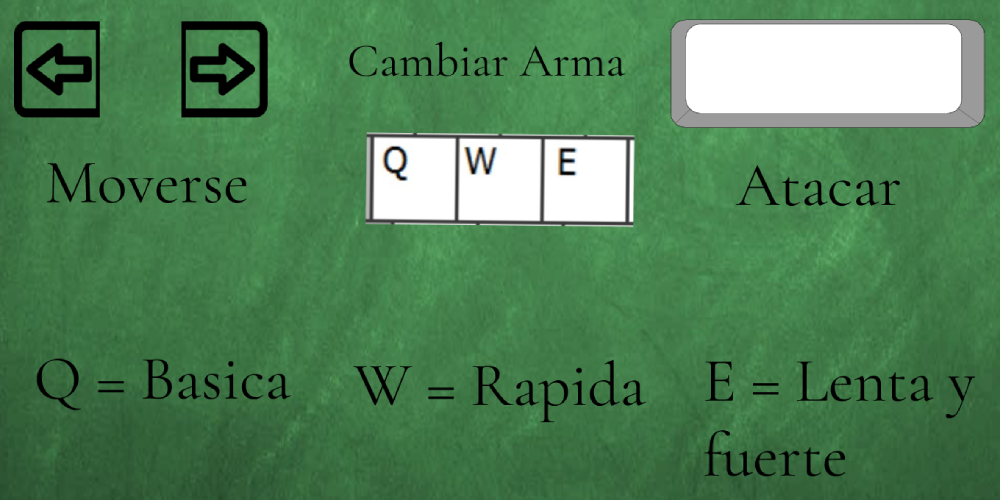 Cambiar Arma
Q W E
Moverse
Atacar
Q = Basica
W = Rapida
E = Lenta y
fuerte